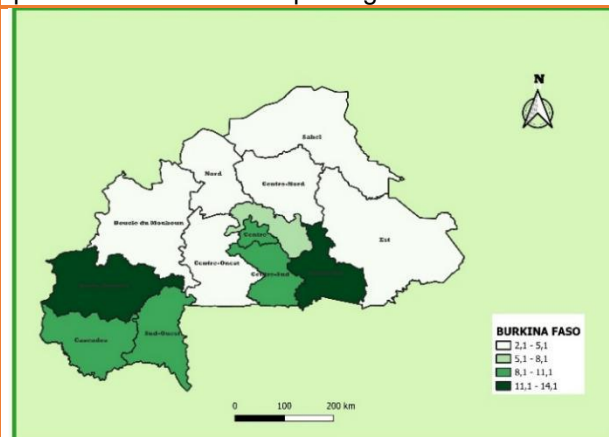 N
Sahel
Nord
Centre-Nord
Boucle du Mouhoun
Est
Centre
Centre-Ouest
Centre-Sud
Sud-Ouest
Cascades
BURKINA FASO
2,1 - 5,1
5,1 - 8,1
8,1 - 11,1
11,1 - 14,1
0 100 200 km